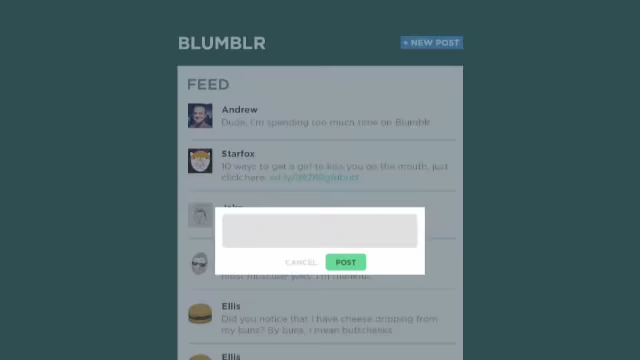 BLUMBLR
+ NEW POST
FEED
Andrew
Dude, I'm spending too much time on Blumblr
Starfox
10 ways to get a girl to kiss you on the mouth, just
click here:
CANCEL
POST
Ellis
Did you notice that I have cheese dripping from
my buns? By buns, I mean buttcheeks
Ellis